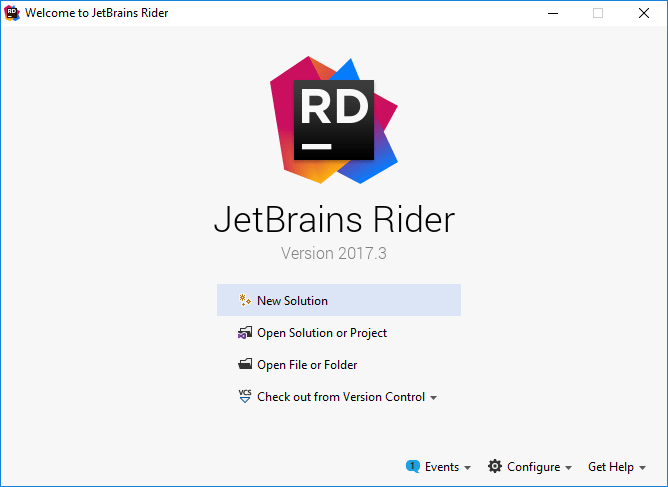 Welcome to JetBrains Rider
RD
JetBrains Rider
Version 2017.3
New Solution
Open Solution or Project
Open File or Folder
VCS
Check out from Version Control
1 Events Configure Get Help